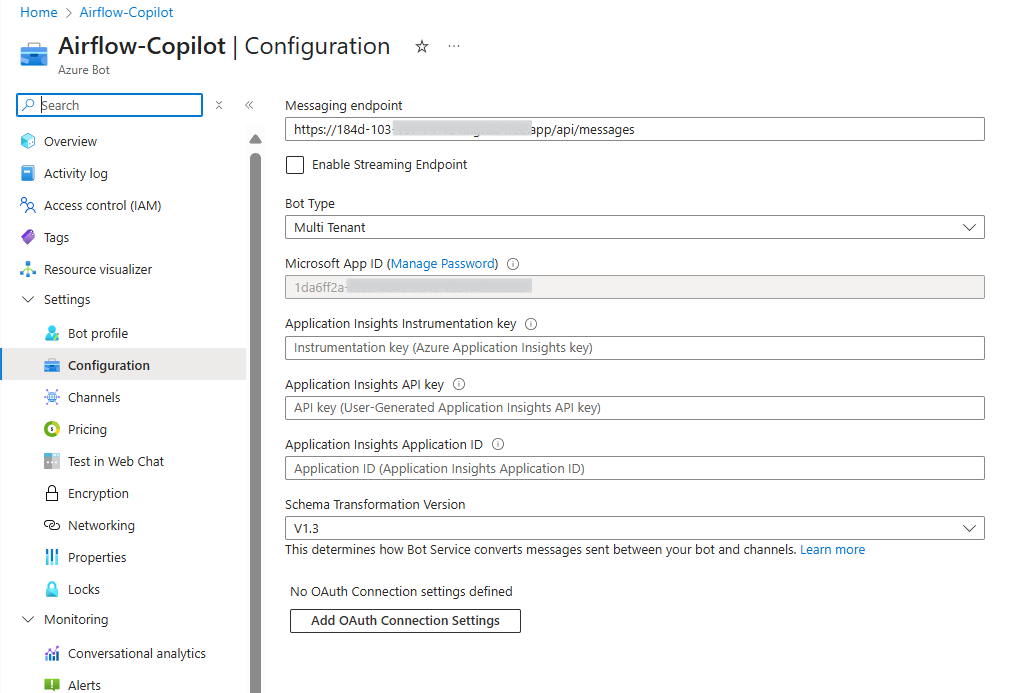 Home > Airflow-Copilot
Airflow-Copilot | Configuration
Azure Bot
Search
Overview
Activity log
Access control (IAM)
Tags
Resource visualizer
Settings
Bot profile
Configuration
Channels
Pricing
Test in Web Chat
Encryption
Networking
Properties
Locks
Monitoring
Conversational analytics
Alerts
Messaging endpoint
https://184d-103- app/api/messages
Enable Streaming Endpoint
Bot Type
Multi Tenant
Microsoft App ID (Manage Password)
1da6ff2a-
Application Insights Instrumentation key
Instrumentation key (Azure Application Insights key)
Application Insights API key
API key (User-Generated Application Insights API key)
Application Insights Application ID
Application ID (Application Insights Application ID)
Schema Transformation Version
V1.3
This determines how Bot Service converts messages sent between your bot and channels. Learn more
No OAuth Connection settings defined
Add OAuth Connection Settings